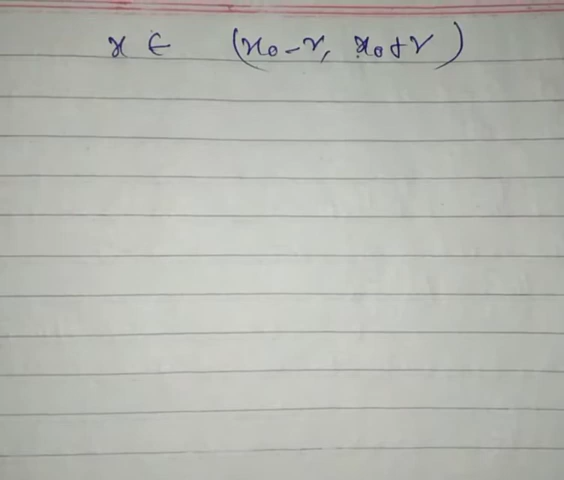 x ∈ (x₀ - r, x₀ + r)